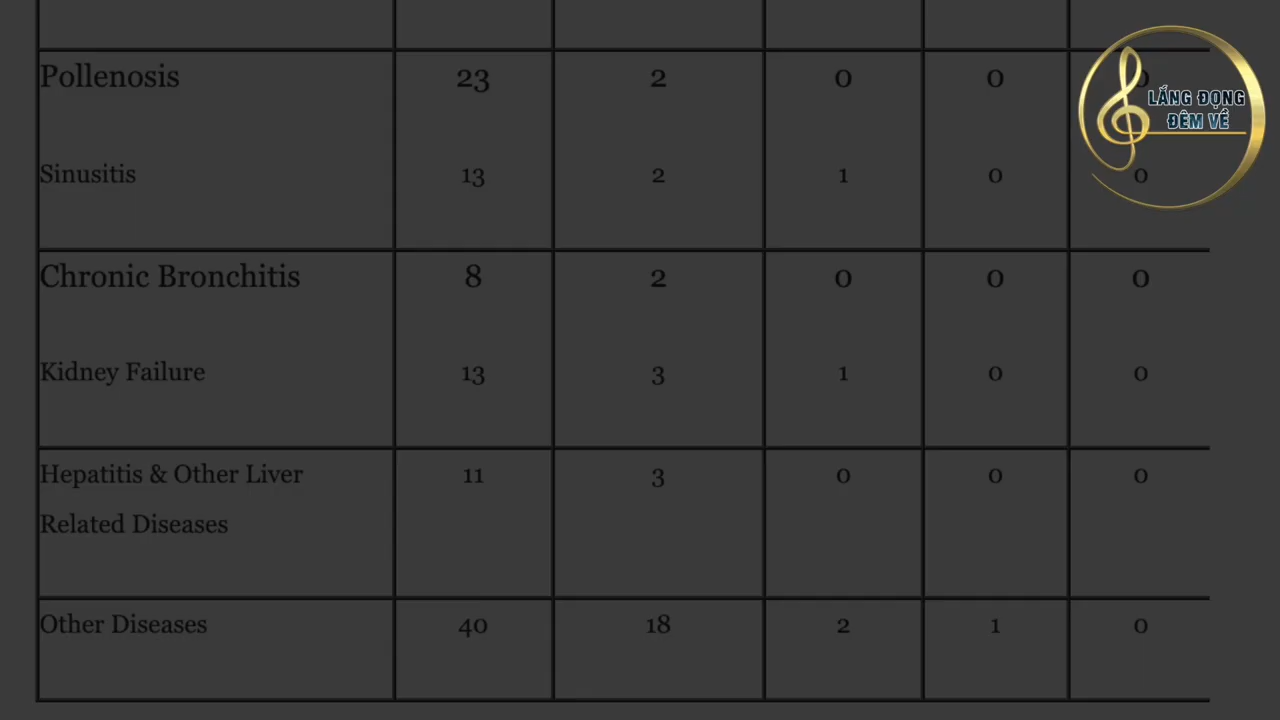 Pollenosis 23 2 0 0 0
LẮNG ĐỌNG
ĐÊM VỀ
Sinusitis 13 2 1 0 0
Chronic Bronchitis 8 2 0 0 0
Kidney Failure 13 3 1 0 0
Hepatitis & Other Liver 11 3 0 0 0
Related Diseases
Other Diseases 40 18 2 1 0